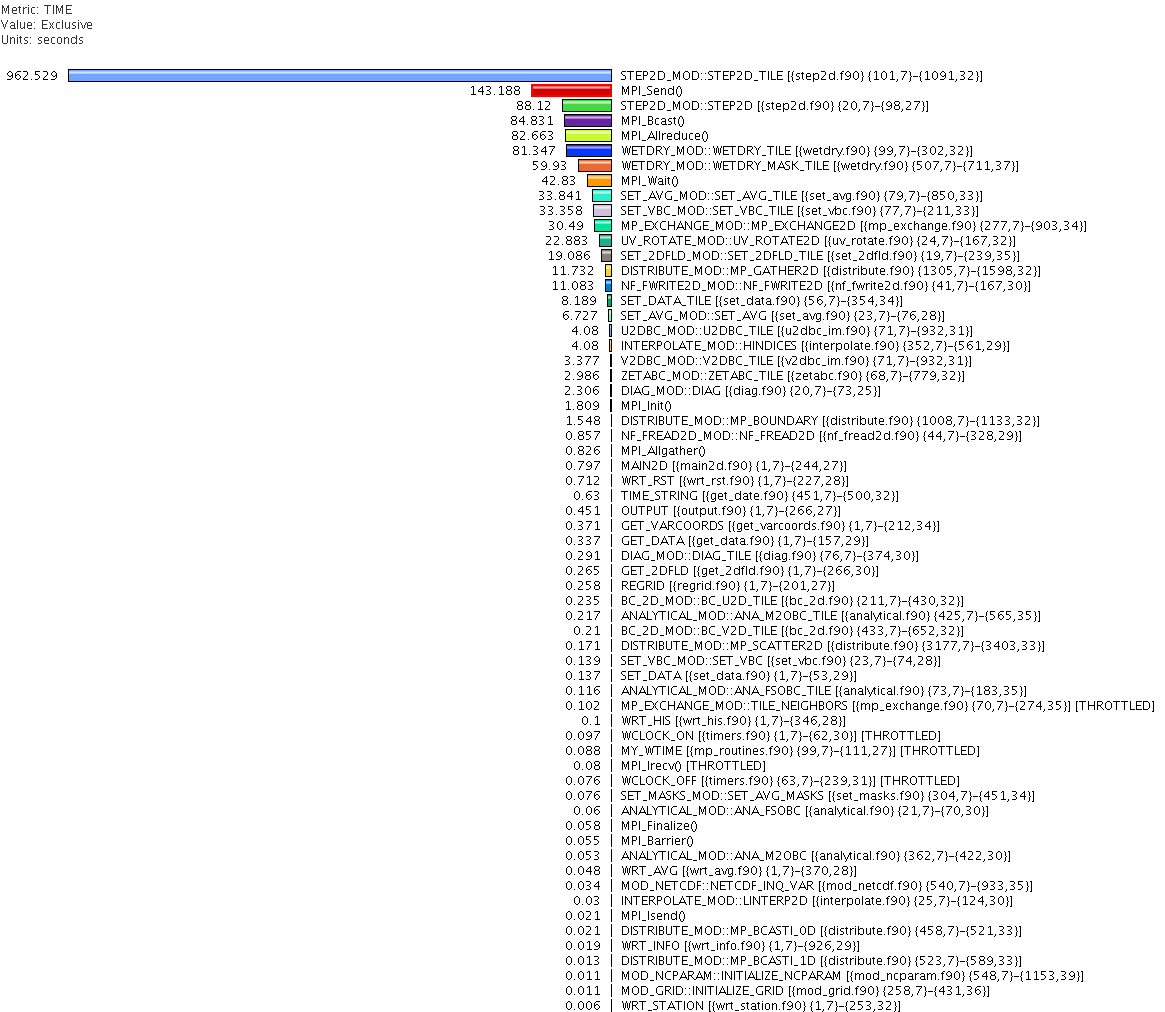 Metric: TIME
Value: Exclusive
Units: seconds
962.529 STEP2D_MOD::STEP2D_TILE [{step2d.f90} {101,7}-{1091,32}]
143.188 MPI_Send()
88.12 STEP2D_MOD::STEP2D [{step2d.f90} {20,7}-{98,27}]
84.831 MPI_Bcast()
82.663 MPI_Allreduce()
81.347 WETDRY_MOD::WETDRY_TILE [{wetdry.f90} {99,7}-{302,32}]
59.93 WETDRY_MOD::WETDRY_MASK_TILE [{wetdry.f90} {507,7}-{711,37}]
42.83 MPI_Wait()
33.841 SET_AVG_MOD::SET_AVG_TILE [{set_avg.f90} {79,7}-{850,33}]
33.358 SET_VBC_MOD::SET_VBC_TILE [{set_vbc.f90} {77,7}-{211,33}]
30.49 MP_EXCHANGE_MOD::MP_EXCHANGE2D [{mp_exchange.f90} {277,7}-{903,34}]
22.883 UV_ROTATE_MOD::UV_ROTATE2D [{uv_rotate.f90} {24,7}-{167,32}]
19.086 SET_2DFLD_MOD::SET_2DFLD_TILE [{set_2dfld.f90} {19,7}-{239,35}]
11.732 DISTRIBUTE_MOD::MP_GATHER2D [{distribute.f90} {1305,7}-{1598,32}]
11.083 NF_FWRITE2D_MOD::NF_FWRITE2D [{nf_fwrite2d.f90} {41,7}-{167,30}]
8.189 SET_DATA_TILE [{set_data.f90} {56,7}-{354,34}]
6.727 SET_AVG_MOD::SET_AVG [{set_avg.f90} {23,7}-{76,28}]
4.08 U2DBC_MOD::U2DBC_TILE [{u2dbc_im.f90} {71,7}-{932,31}]
4.08 INTERPOLATE_MOD::HINDICES [{interpolate.f90} {352,7}-{561,29}]
3.377 V2DBC_MOD::V2DBC_TILE [{v2dbc_im.f90} {71,7}-{932,31}]
2.986 ZETABC_MOD::ZETABC_TILE [{zetabc.f90} {68,7}-{779,32}]
2.306 DIAG_MOD::DIAG [{diag.f90} {20,7}-{73,25}]
1.809 MPI_Init()
1.548 DISTRIBUTE_MOD::MP_BOUNDARY [{distribute.f90} {1008,7}-{1133,32}]
0.857 NF_FREAD2D_MOD::NF_FREAD2D [{nf_fread2d.f90} {44,7}-{328,29}]
0.826 MPI_Allgather()
0.797 MAIN2D [{main2d.f90} {1,7}-{244,27}]
0.712 WRT_RST [{wrt_rst.f90} {1,7}-{227,28}]
0.63 TIME_STRING [{get_date.f90} {451,7}-{500,32}]
0.451 OUTPUT [{output.f90} {1,7}-{266,27}]
0.371 GET_VARCOORDS [{get_varcoords.f90} {1,7}-{212,34}]
0.337 GET_DATA [{get_data.f90} {1,7}-{157,29}]
0.291 DIAG_MOD::DIAG_TILE [{diag.f90} {76,7}-{374,30}]
0.265 GET_2DFLD [{get_2dfld.f90} {1,7}-{266,30}]
0.258 REGRID [{regrid.f90} {1,7}-{201,27}]
0.235 BC_2D_MOD::BC_U2D_TILE [{bc_2d.f90} {211,7}-{430,32}]
0.217 ANALYTICAL_MOD::ANA_M2OBC_TILE [{analytical.f90} {425,7}-{565,35}]
0.21 BC_2D_MOD::BC_V2D_TILE [{bc_2d.f90} {433,7}-{652,32}]
0.171 DISTRIBUTE_MOD::MP_SCATTER2D [{distribute.f90} {3177,7}-{3403,33}]
0.139 SET_VBC_MOD::SET_VBC [{set_vbc.f90} {23,7}-{74,28}]
0.137 SET_DATA [{set_data.f90} {1,7}-{53,29}]
0.116 ANALYTICAL_MOD::ANA_FSOBC_TILE [{analytical.f90} {73,7}-{183,35}]
0.102 MP_EXCHANGE_MOD::TILE_NEIGHBORS [{mp_exchange.f90} {70,7}-{274,35}] [THROTTLED]
0.1 WRT_HIS [{wrt_his.f90} {1,7}-{346,28}]
0.097 WCLOCK_ON [{timers.f90} {1,7}-{62,30}] [THROTTLED]
0.088 MY_WTIME [{mp_routines.f90} {99,7}-{111,27}] [THROTTLED]
0.08 MPI_Irecv() [THROTTLED]
0.076 WCLOCK_OFF [{timers.f90} {63,7}-{239,31}] [THROTTLED]
0.076 SET_MASKS_MOD::SET_AVG_MASKS [{set_masks.f90} {304,7}-{451,34}]
0.06 ANALYTICAL_MOD::ANA_FSOBC [{analytical.f90} {21,7}-{70,30}]
0.058 MPI_Finalize()
0.055 MPI_Barrier()
0.053 ANALYTICAL_MOD::ANA_M2OBC [{analytical.f90} {362,7}-{422,30}]
0.048 WRT_AVG [{wrt_avg.f90} {1,7}-{370,28}]
0.034 MOD_NETCDF::NETCDF_INQ_VAR [{mod_netcdf.f90} {540,7}-{933,35}]
0.03 INTERPOLATE_MOD::LINTERP2D [{interpolate.f90} {25,7}-{124,30}]
0.021 MPI_Isend()
0.021 DISTRIBUTE_MOD::MP_BCASTI_0D [{distribute.f90} {458,7}-{521,33}]
0.019 WRT_INFO [{wrt_info.f90} {1,7}-{926,29}]
0.013 DISTRIBUTE_MOD::MP_BCASTI_1D [{distribute.f90} {523,7}-{589,33}]
0.011 MOD_NCPARAM::INITIALIZE_NCPARAM [{mod_ncparam.f90} {548,7}-{1153,39}]
0.011 MOD_GRID::INITIALIZE_GRID [{mod_grid.f90} {258,7}-{431,36}]
0.006 WRT_STATION [{wrt_station.f90} {1,7}-{253,32}]